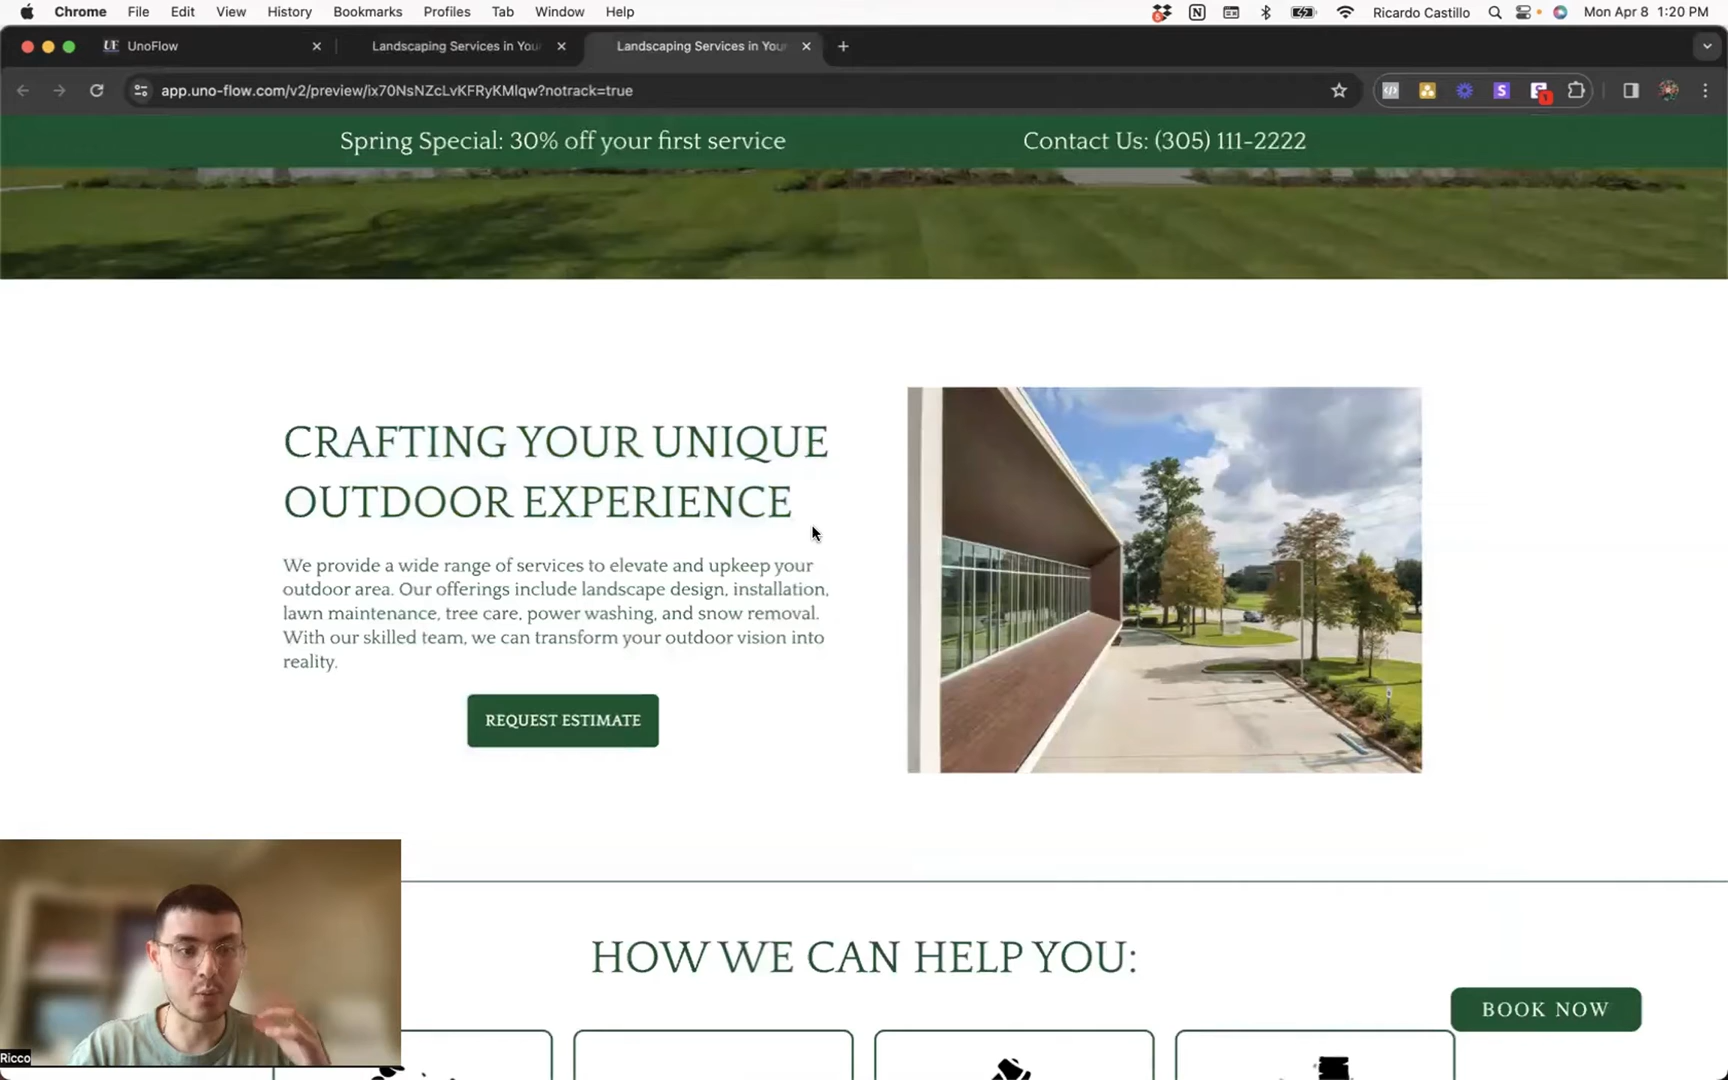 Chrome File Edit View History Bookmarks Profiles Tab Window Help Ricardo Castillo Mon Apr 8 1:20 PM
UF UnoFlow Landscaping Services in You Landscaping Services in Your
app.uno-flow.com/v2/preview/ix70NsNZcLvKFRyKMlqw?notrack=true
Spring Special: 30% off your first service Contact Us: (305) 111-2222
CRAFTING YOUR UNIQUE
OUTDOOR EXPERIENCE
We provide a wide range of services to elevate and upkeep your
outdoor area. Our offerings include landscape design, installation,
lawn maintenance, tree care, power washing, and snow removal.
With our skilled team, we can transform your outdoor vision into
reality.
REQUEST ESTIMATE
HOW WE CAN HELP YOU:
BOOK NOW
Ricco